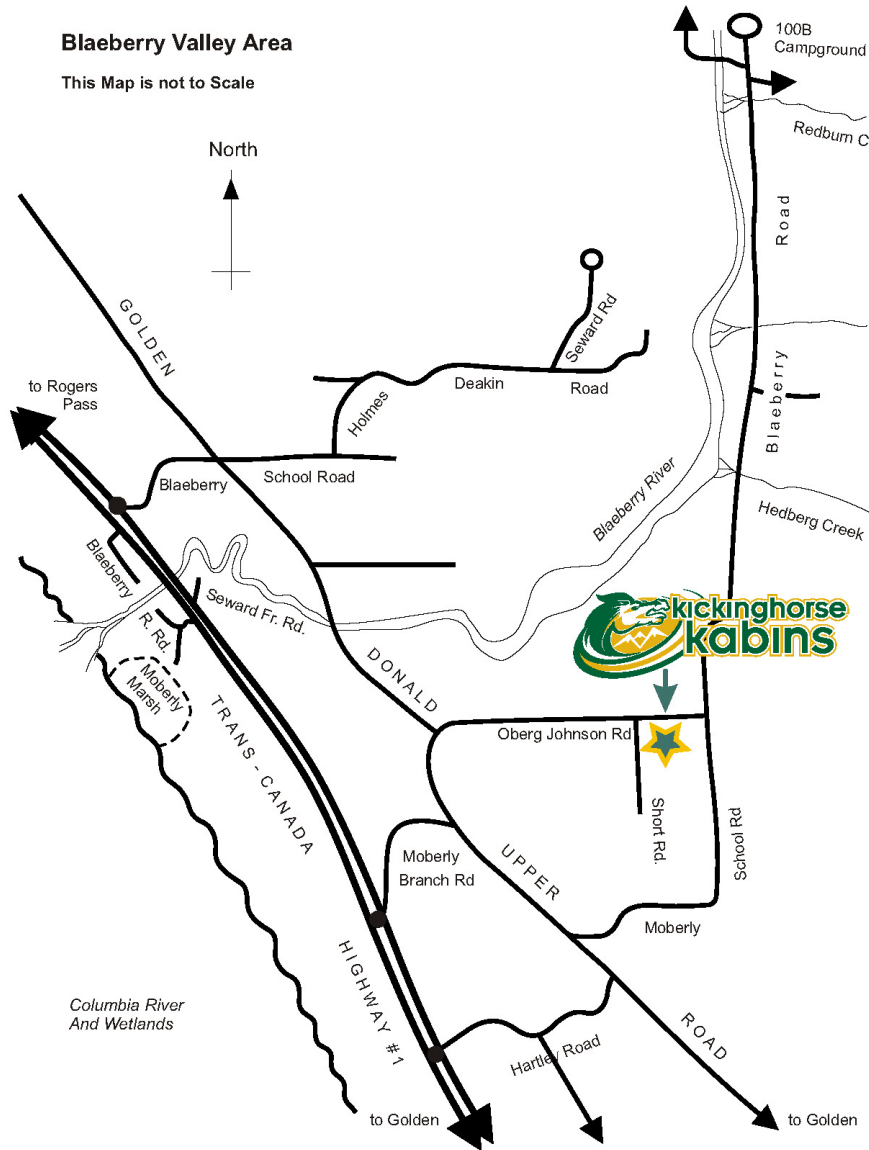 Blaeberry Valley Area
This Map is not to Scale
100B
Campground
Redburn C
North
Road
GOLDEN
Seward Rd
to Rogers
Pass
Deakin
Road
Holmes
Blaeberry
Blaeberry
School Road
Blaeberry River
Hedberg Creek
Blaeberry
Seward Fr. Rd.
R. Rd.
kickinghorse
kabins
Moberly
Marsh
DONALD
TRANS - CANADA
Oberg Johnson Rd
Short Rd.
School Rd
Moberly
Branch Rd
UPPER
Moberly
HIGHWAY #1
Columbia River
And Wetlands
ROAD
Hartley Road
to Golden
to Golden